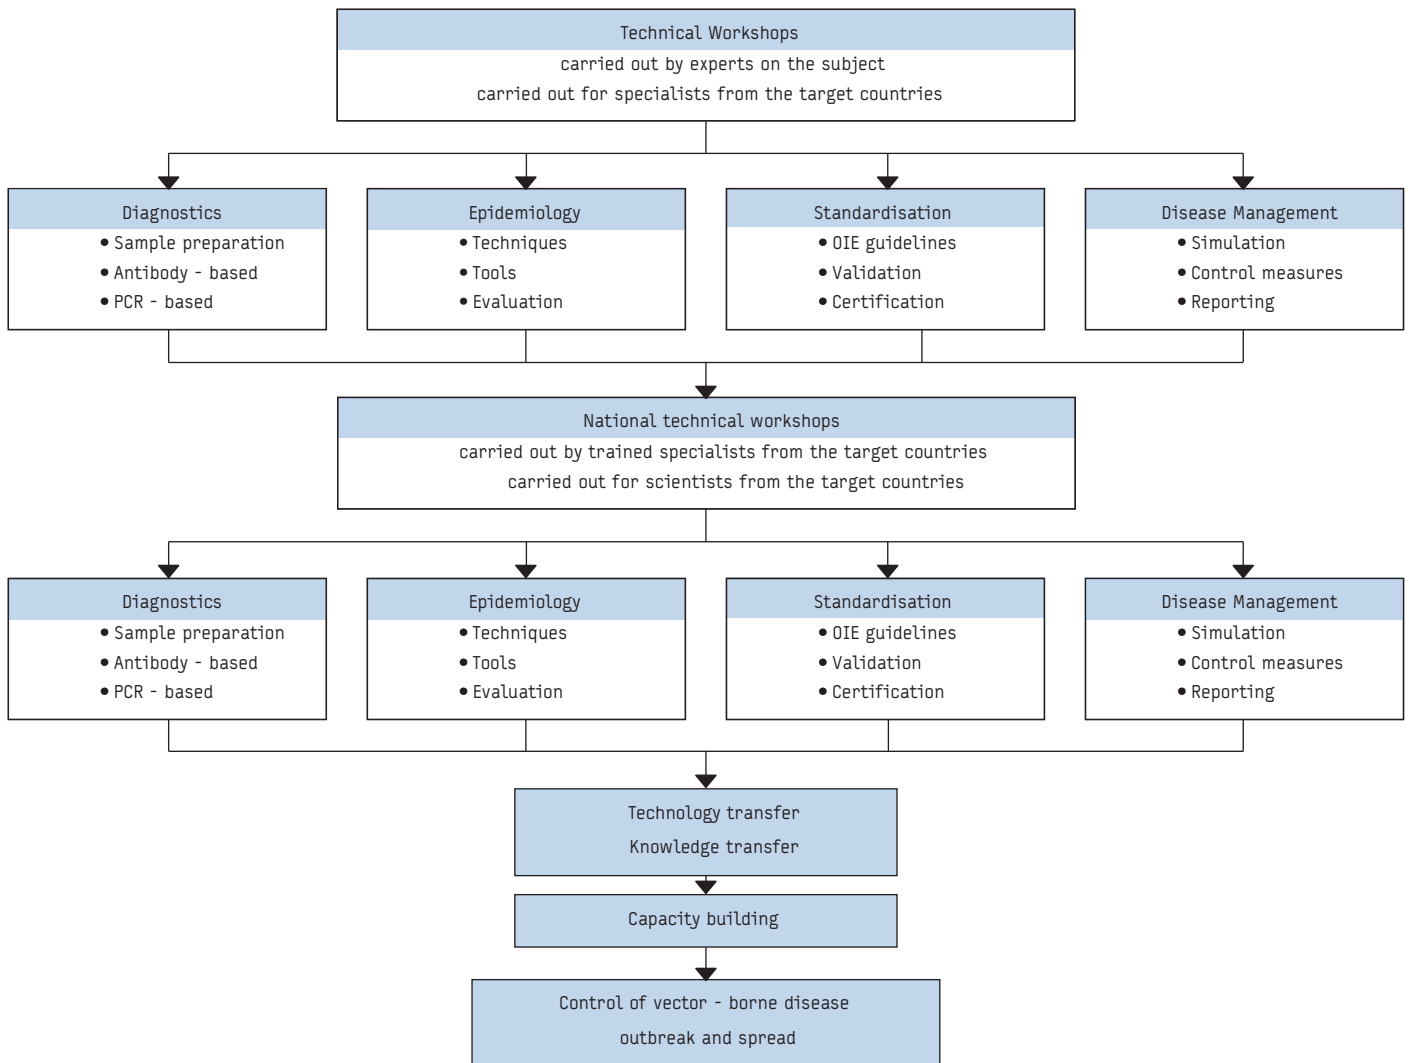 Technical Workshops
carried out by experts on the subject
carried out for specialists from the target countries
Diagnostics
• Sample preparation
• Antibody - based
• PCR - based
Epidemiology
• Techniques
• Tools
• Evaluation
Standardisation
• OIE guidelines
• Validation
• Certification
Disease Management
• Simulation
• Control measures
• Reporting
National technical workshops
carried out by trained specialists from the target countries
carried out for scientists from the target countries
Diagnostics
• Sample preparation
• Antibody - based
• PCR - based
Epidemiology
• Techniques
• Tools
• Evaluation
Standardisation
• OIE guidelines
• Validation
• Certification
Disease Management
• Simulation
• Control measures
• Reporting
Technology transfer
Knowledge transfer
Capacity building
Control of vector - borne disease
outbreak and spread